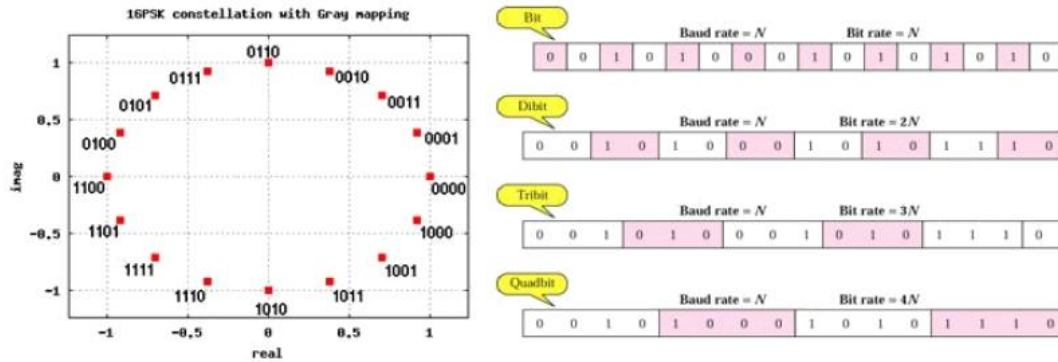 16PSK constellation with Gray mapping
0110
0111
0010
0101
0011
0100
0001
1100
0000
1101
1000
1111
1001
1110
1011
1010
1
0.5
0
-0.5
-1
imag
-1
-0.5
0
0.5
1
real
Bit
Baud rate = N Bit rate = N
0 0 1 0 1 0 0 0 1 0 1 0 1 0 1 0
Dibit
Baud rate = N Bit rate = 2N
0 0 1 0 1 0 0 0 1 0 1 0 1 1 1 0
Tribit
Baud rate = N Bit rate = 3N
0 0 1 0 1 0 0 0 1 0 1 0 1 1 1 0
Quadbit
Baud rate = N Bit rate = 4N
0 0 1 0 1 0 0 0 1 0 1 0 1 1 1 0